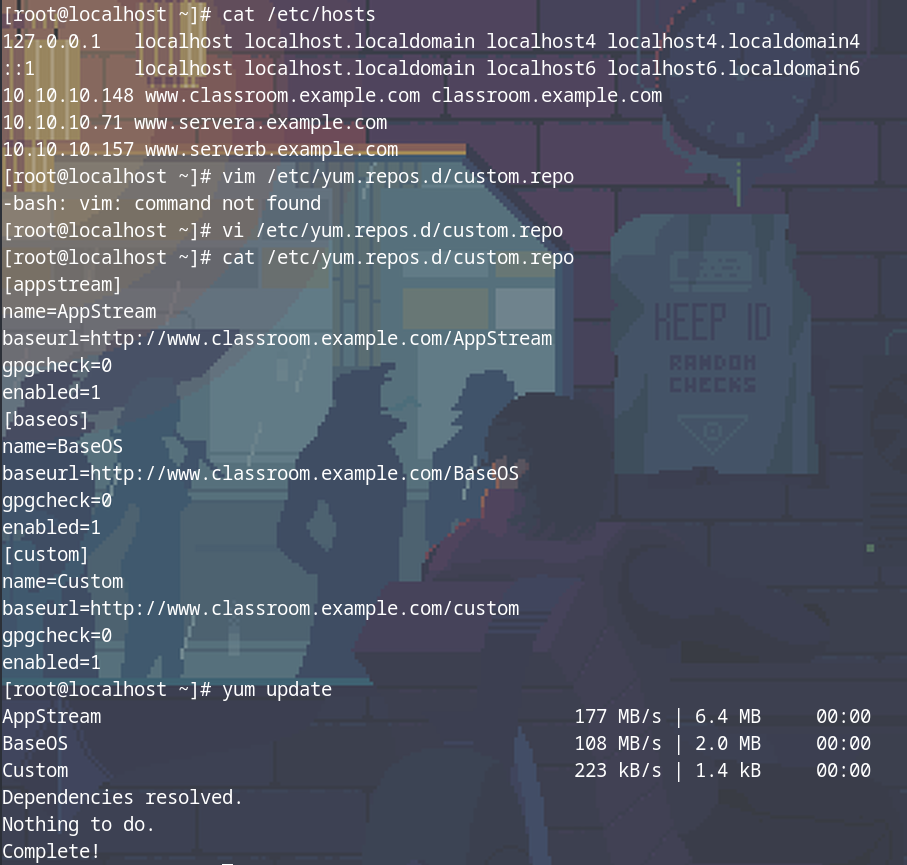 [root@localhost ~]# cat /etc/hosts
127.0.0.1   localhost localhost.localdomain localhost4 localhost4.localdomain4
::1         localhost localhost.localdomain localhost6 localhost6.localdomain6
10.10.10.148 www.classroom.example.com classroom.example.com
10.10.10.71 www.servera.example.com
10.10.10.157 www.serverb.example.com
[root@localhost ~]# vim /etc/yum.repos.d/custom.repo
-bash: vim: command not found
[root@localhost ~]# vi /etc/yum.repos.d/custom.repo
[root@localhost ~]# cat /etc/yum.repos.d/custom.repo
[appstream]
name=AppStream
baseurl=http://www.classroom.example.com/AppStream
gpgcheck=0
enabled=1
[baseos]
name=BaseOS
baseurl=http://www.classroom.example.com/BaseOS
gpgcheck=0
enabled=1
[custom]
name=Custom
baseurl=http://www.classroom.example.com/custom
gpgcheck=0
enabled=1
[root@localhost ~]# yum update
AppStream                                           177 MB/s | 6.4 MB     00:00
BaseOS                                              108 MB/s | 2.0 MB     00:00
Custom                                              223 kB/s | 1.4 kB     00:00
Dependencies resolved.
Nothing to do.
Complete!
KEEP ID
RANDOM
CHECKS